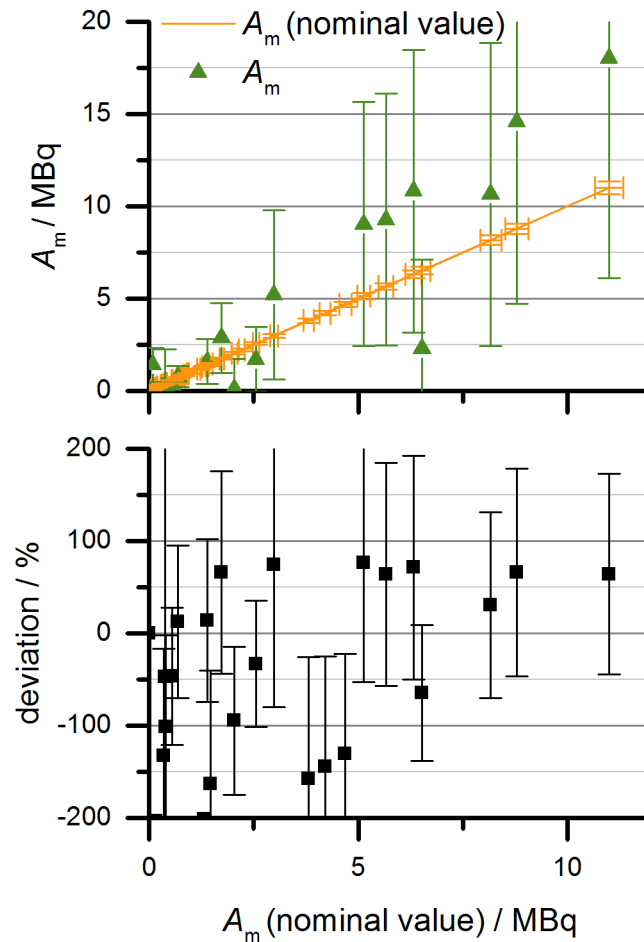 20
15
10
5
0
A_m / MBq
A_m (nominal value)
A_m
200
100
0
-100
-200
deviation / %
0
5
10
A_m (nominal value) / MBq